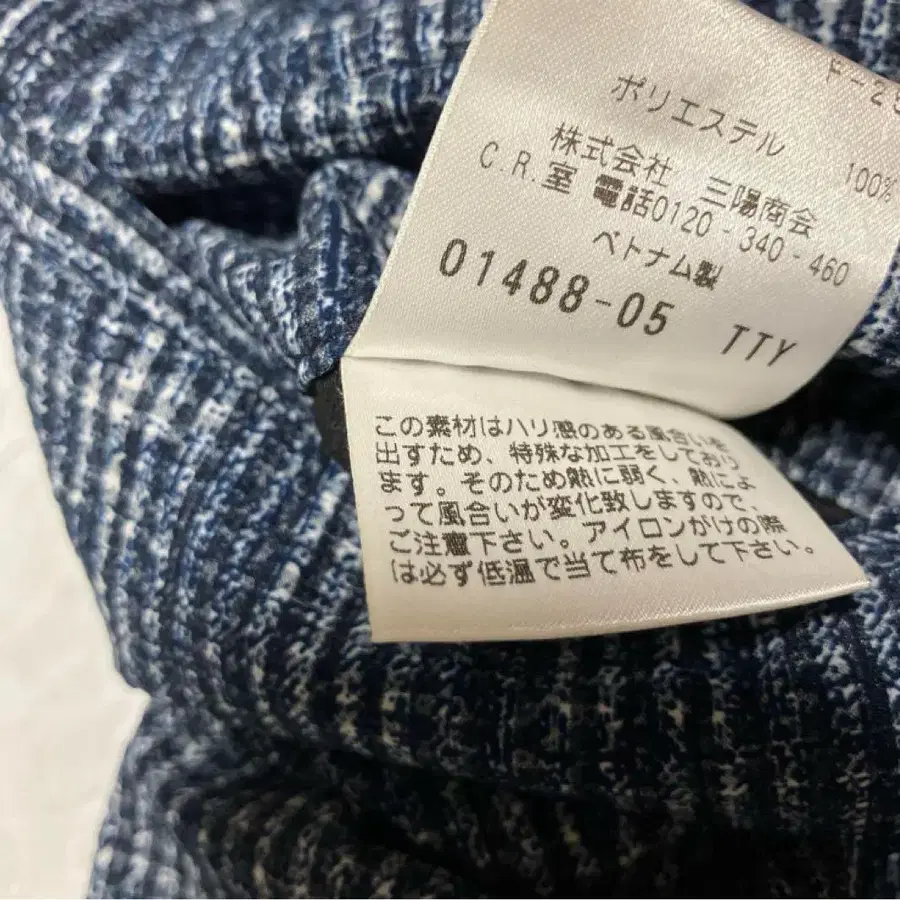 F-2
ポリエステル 100%
株式会社 三陽商会
C.R.室 電話0120-340-460
ベトナム製
01488-05 TTY
この素材はハリ感のある風合いを
出すため、特殊な加工をしており
ます。そのため熱に弱く、熱によ
って風合いが変化致しますので、
ご注意下さい。アイロンがけの際
は必ず低温で当て布をして下さい。